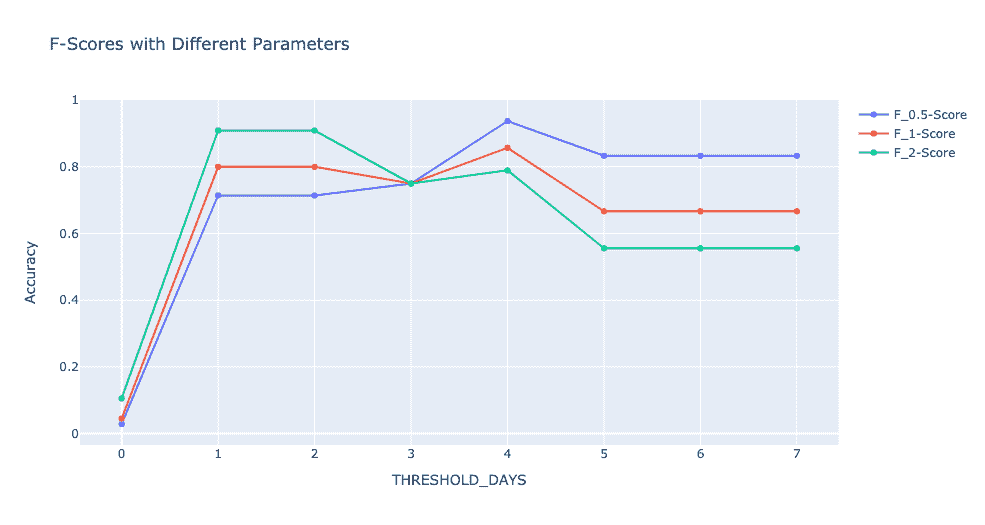 F-Scores with Different Parameters
F_0.5-Score
F_1-Score
F_2-Score
Accuracy
1
0.8
0.6
0.4
0.2
0
0 1 2 3 4 5 6 7
THRESHOLD_DAYS